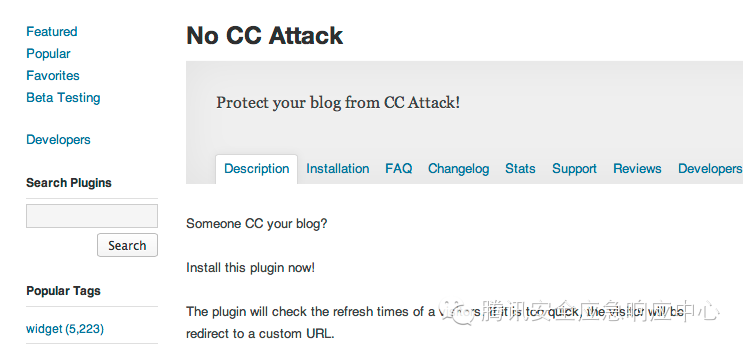 Featured
Popular
Favorites
Beta Testing
Developers
Search Plugins
Search
Popular Tags
widget (5,223)
No CC Attack
Protect your blog from CC Attack!
Description Installation FAQ Changelog Stats Support Reviews Developers
Someone CC your blog?
Install this plugin now!
The plugin will check the refresh times of a visitors, if it is too quick, the visitor will be
redirect to a custom URL.
腾讯安全应急响应中心